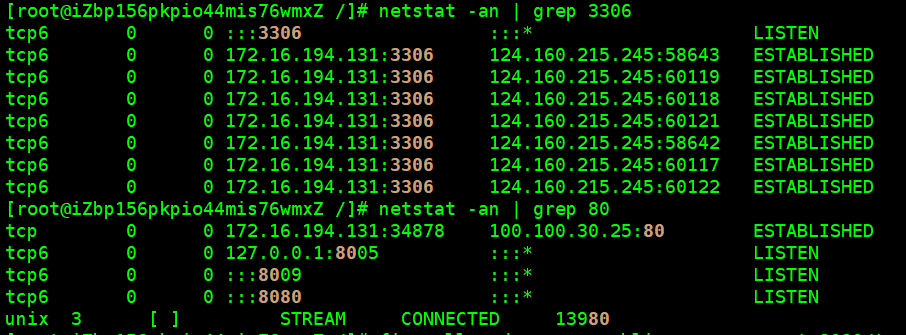 [root@iZbp156pkpio44mis76wmxZ /]# netstat -an | grep 3306
tcp6 0 0 :::3306 :::* LISTEN
tcp6 0 0 172.16.194.131:3306 124.160.215.245:58643 ESTABLISHED
tcp6 0 0 172.16.194.131:3306 124.160.215.245:60119 ESTABLISHED
tcp6 0 0 172.16.194.131:3306 124.160.215.245:60118 ESTABLISHED
tcp6 0 0 172.16.194.131:3306 124.160.215.245:60121 ESTABLISHED
tcp6 0 0 172.16.194.131:3306 124.160.215.245:58642 ESTABLISHED
tcp6 0 0 172.16.194.131:3306 124.160.215.245:60117 ESTABLISHED
tcp6 0 0 172.16.194.131:3306 124.160.215.245:60122 ESTABLISHED
[root@iZbp156pkpio44mis76wmxZ /]# netstat -an | grep 80
tcp 0 0 172.16.194.131:34878 100.100.30.25:80 ESTABLISHED
tcp6 0 0 127.0.0.1:8005 :::* LISTEN
tcp6 0 0 :::8009 :::* LISTEN
tcp6 0 0 :::8080 :::* LISTEN
unix 3 [ ] STREAM CONNECTED 13980